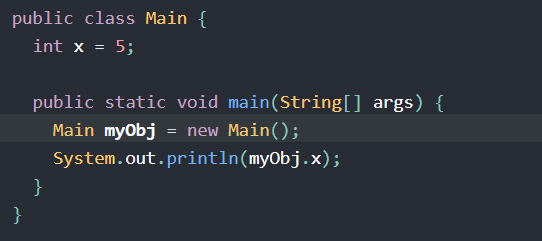 public class Main {
  int x = 5;

  public static void main(String[] args) {
    Main myObj = new Main();
    System.out.println(myObj.x);
  }
}